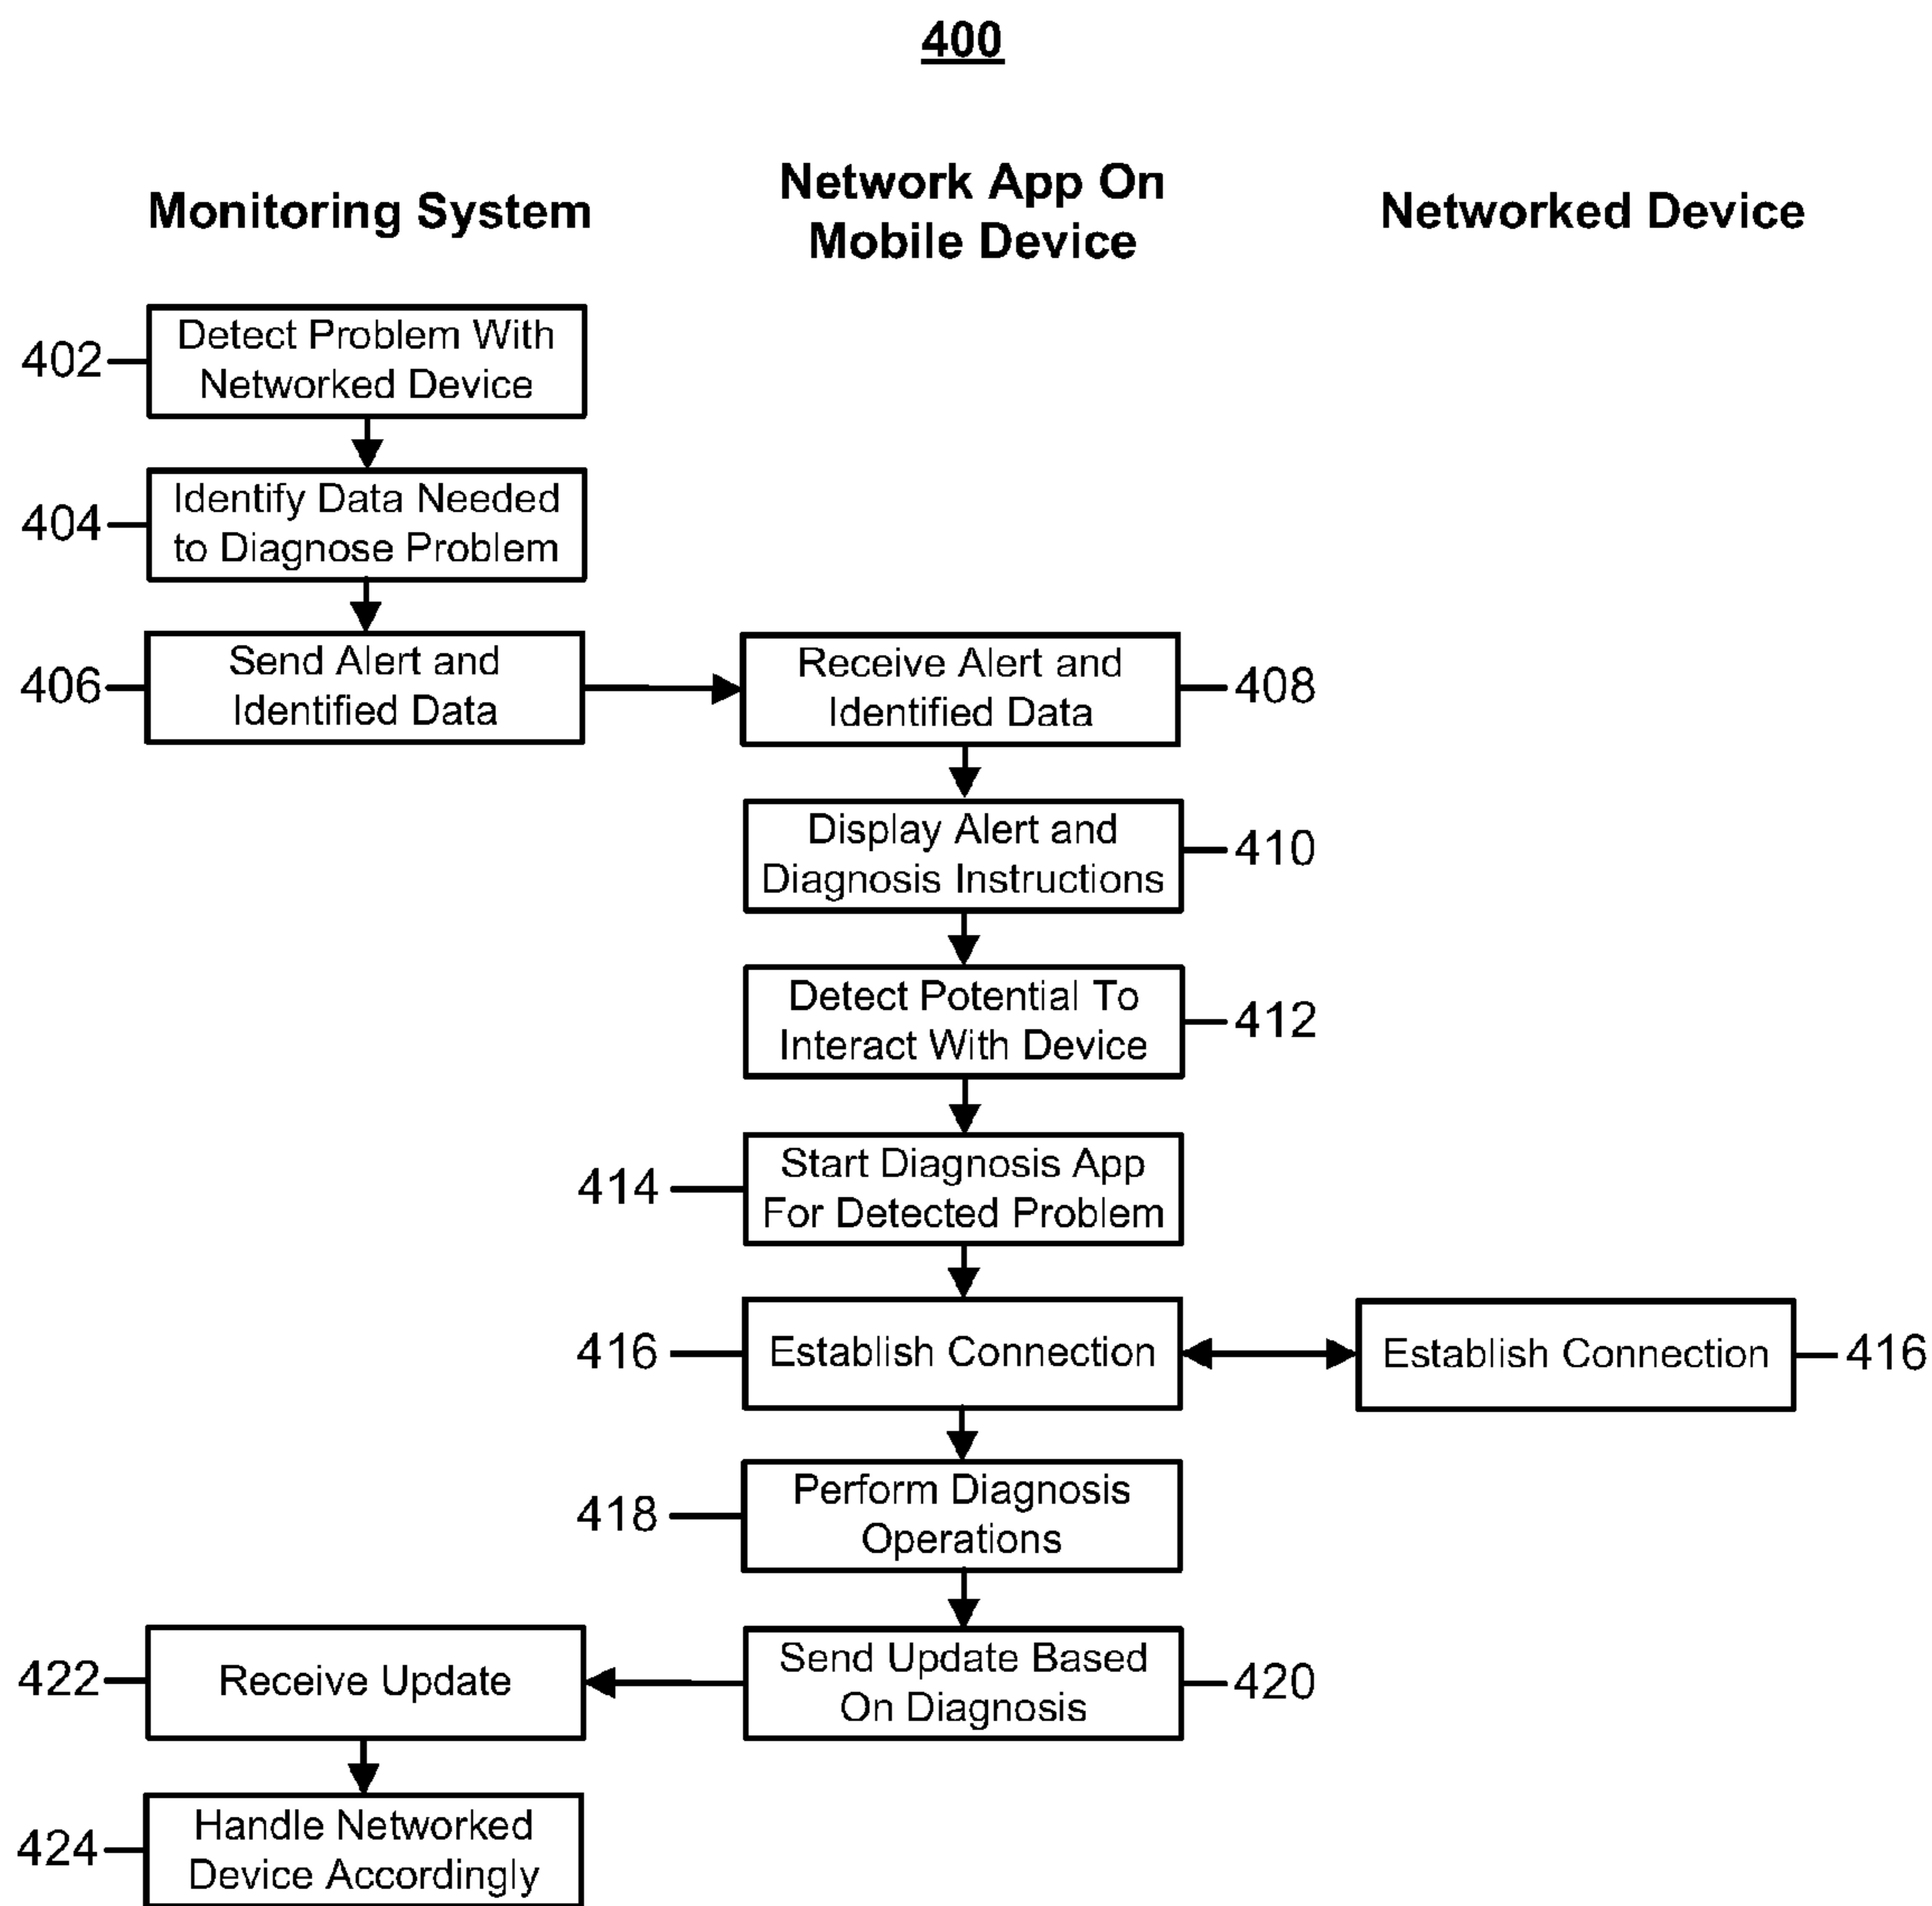 400
Monitoring System
Network App On
Mobile Device
Networked Device
402
Detect Problem With
Networked Device
404
Identify Data Needed
to Diagnose Problem
406
Send Alert and
Identified Data
Receive Alert and
Identified Data
408
Display Alert and
Diagnosis Instructions
410
Detect Potential To
Interact With Device
412
414
Start Diagnosis App
For Detected Problem
416
Establish Connection
Establish Connection
416
418
Perform Diagnosis
Operations
422
Receive Update
Send Update Based
On Diagnosis
420
424
Handle Networked
Device Accordingly